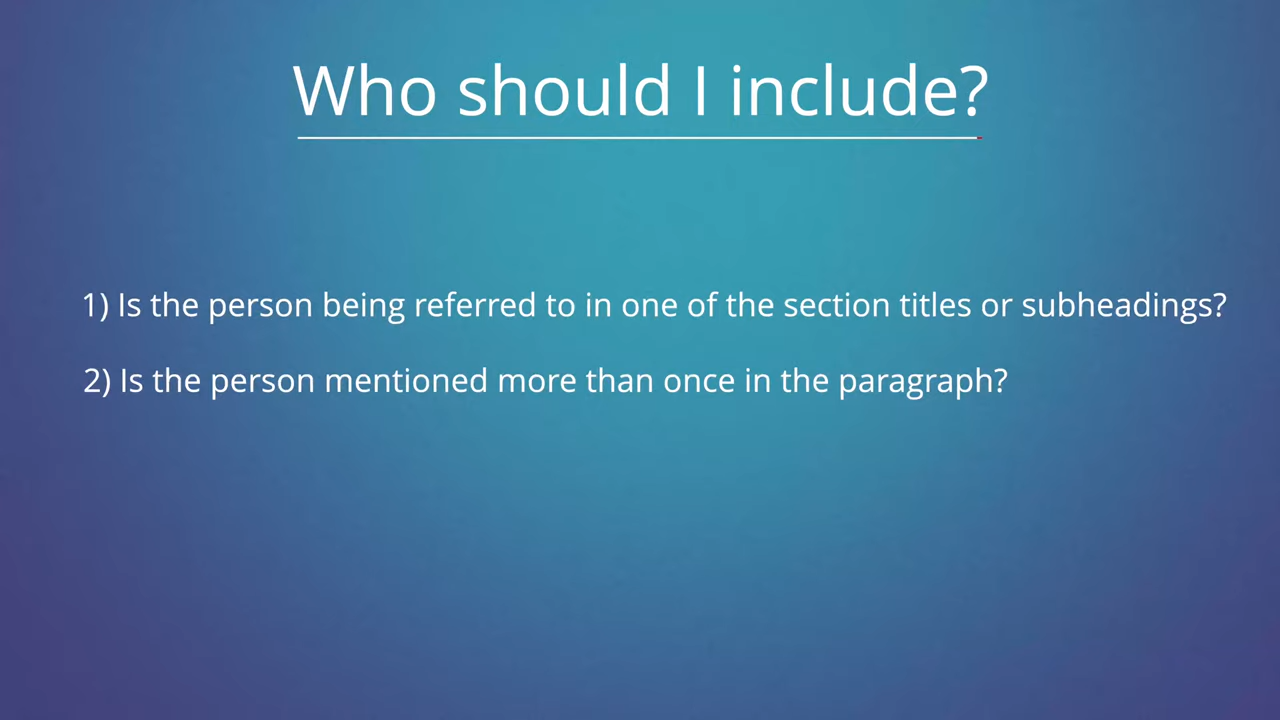 Who should I include?
1) Is the person being referred to in one of the section titles or subheadings?
2) Is the person mentioned more than once in the paragraph?